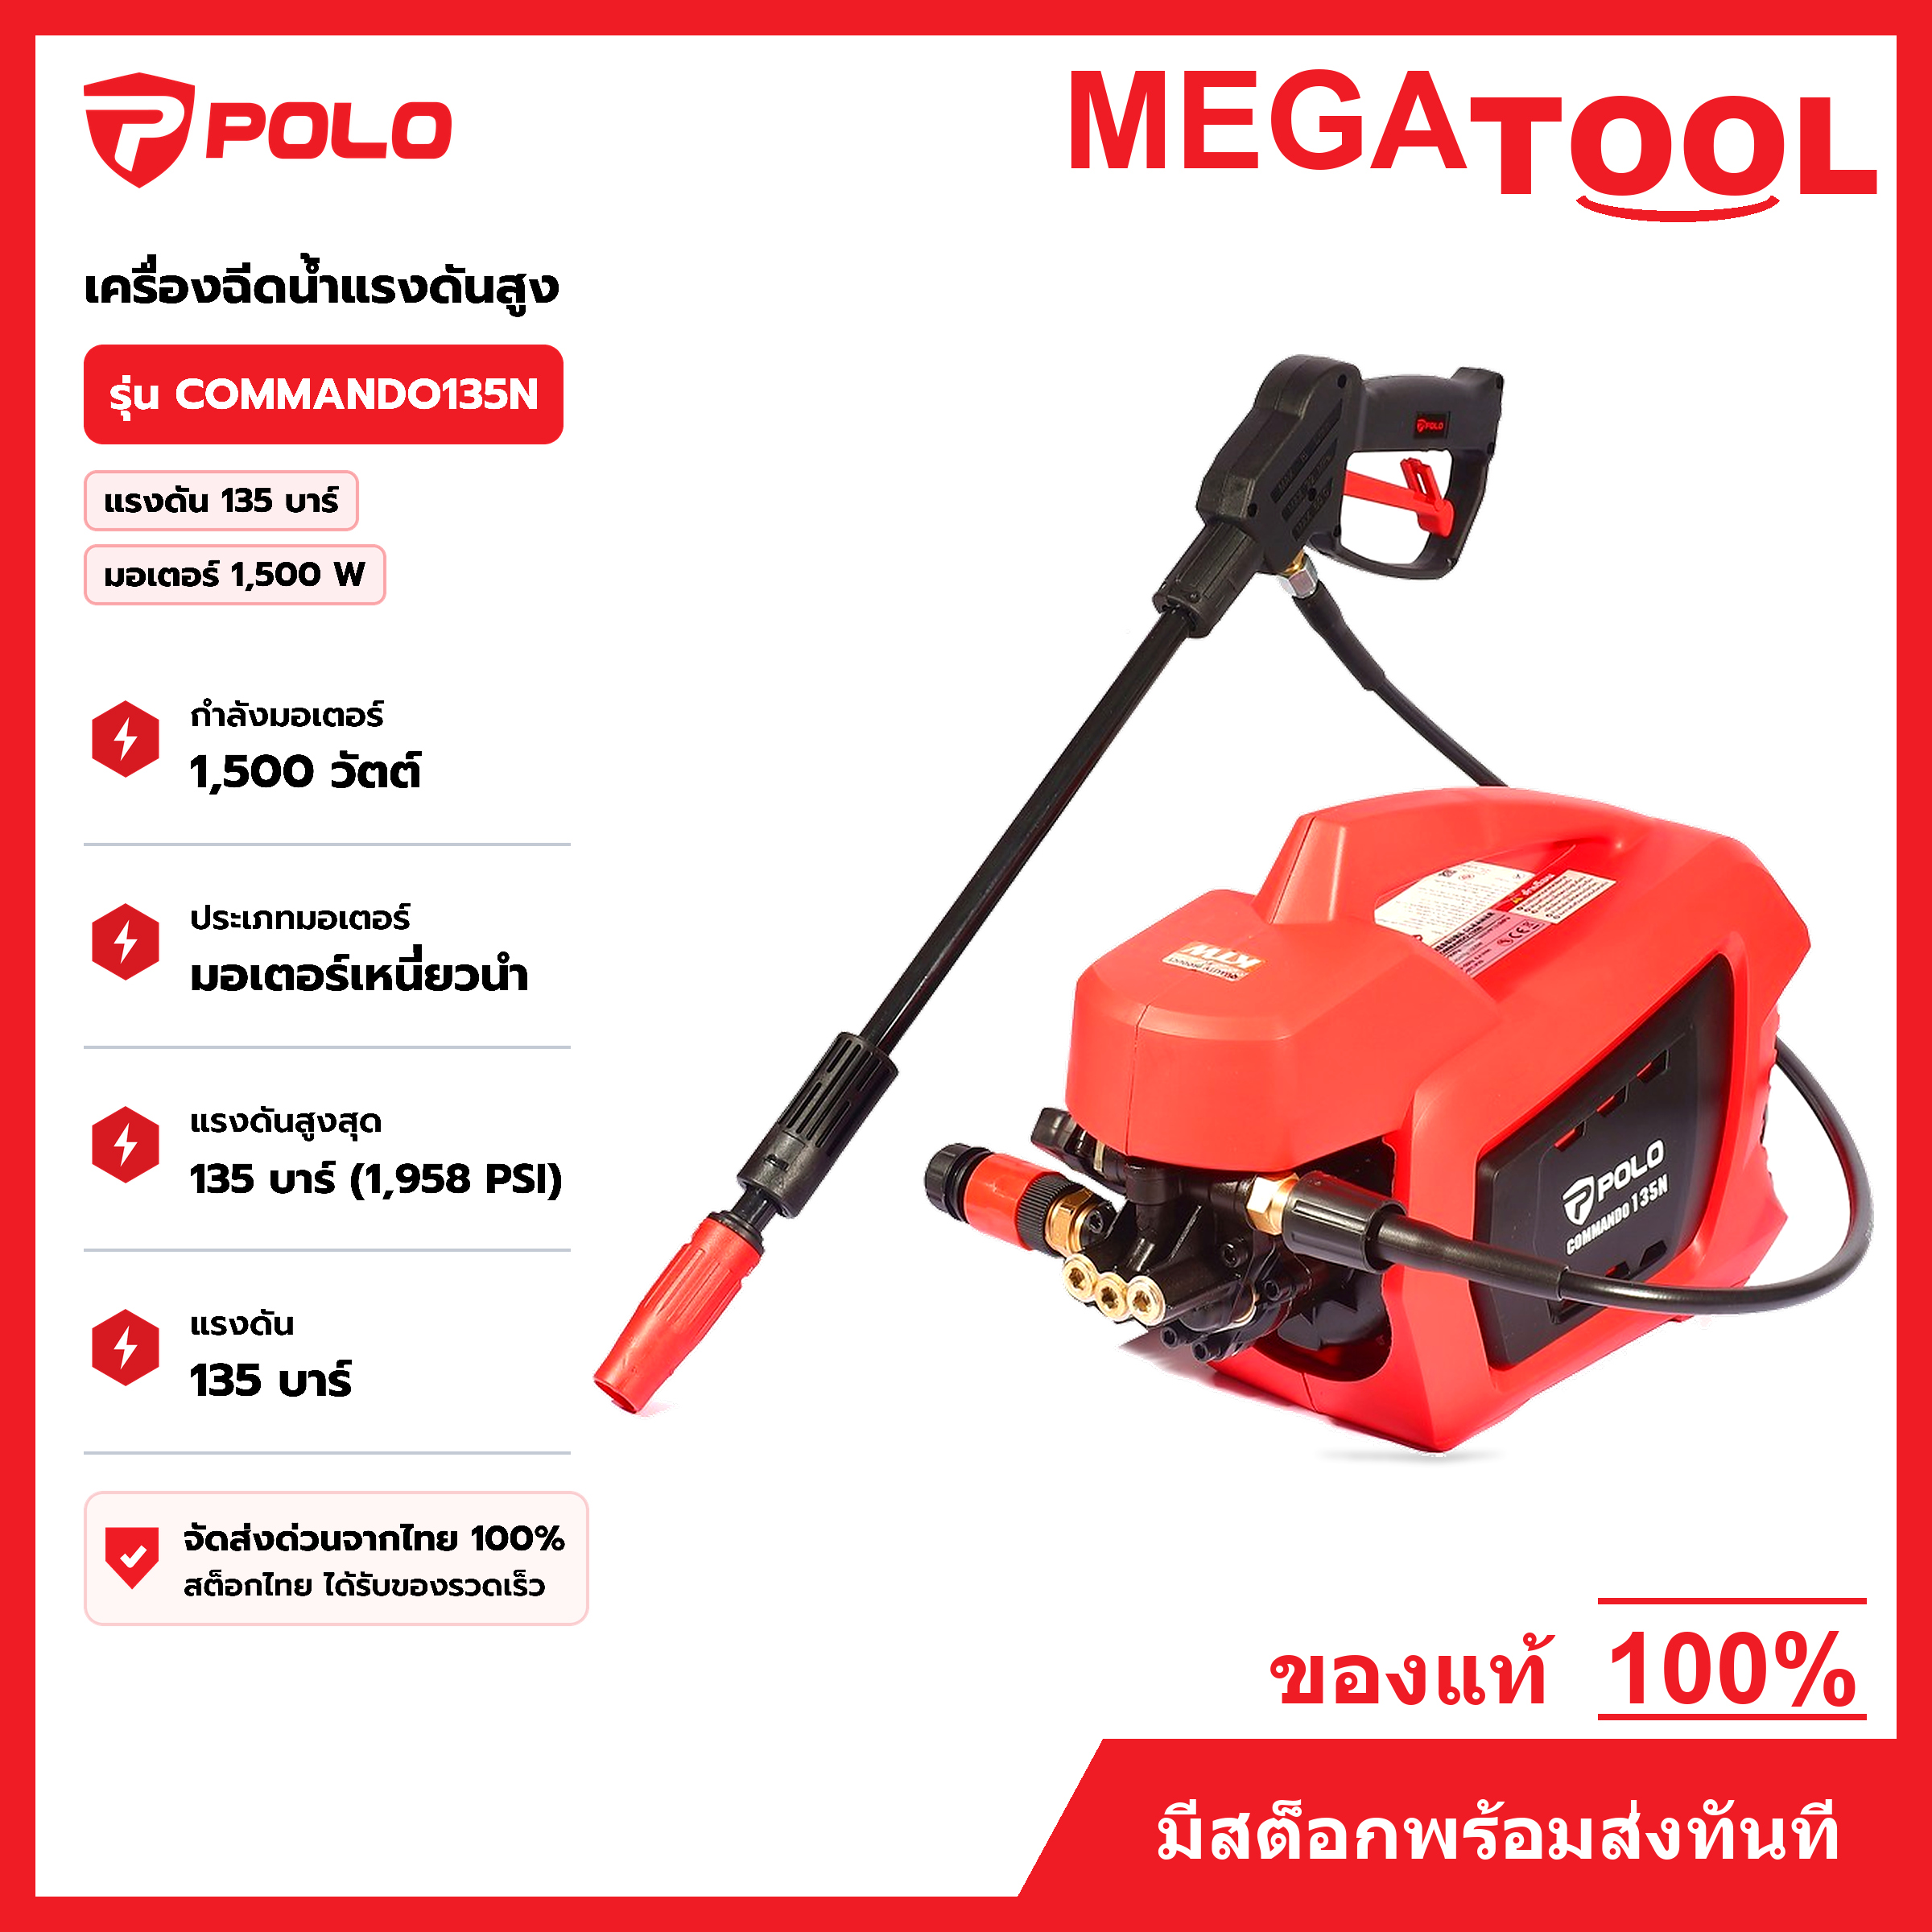 POLO
MEGATOOL
เครื่องฉีดน้ำแรงดันสูง
รุ่น COMMANDO135N
แรงดัน 135 บาร์
มอเตอร์ 1,500 W
กำลังมอเตอร์
1,500 วัตต์
ประเภทมอเตอร์
มอเตอร์เหนี่ยวนำ
แรงดันสูงสุด
135 บาร์ (1,958 PSI)
แรงดัน
135 บาร์
จัดส่งด่วนจากไทย 100%
สต็อกไทย ได้รับของรวดเร็ว
POLO
KTW
POLO
COMMANDO135N
ของแท้ 100%
มีสต็อกพร้อมส่งทันที